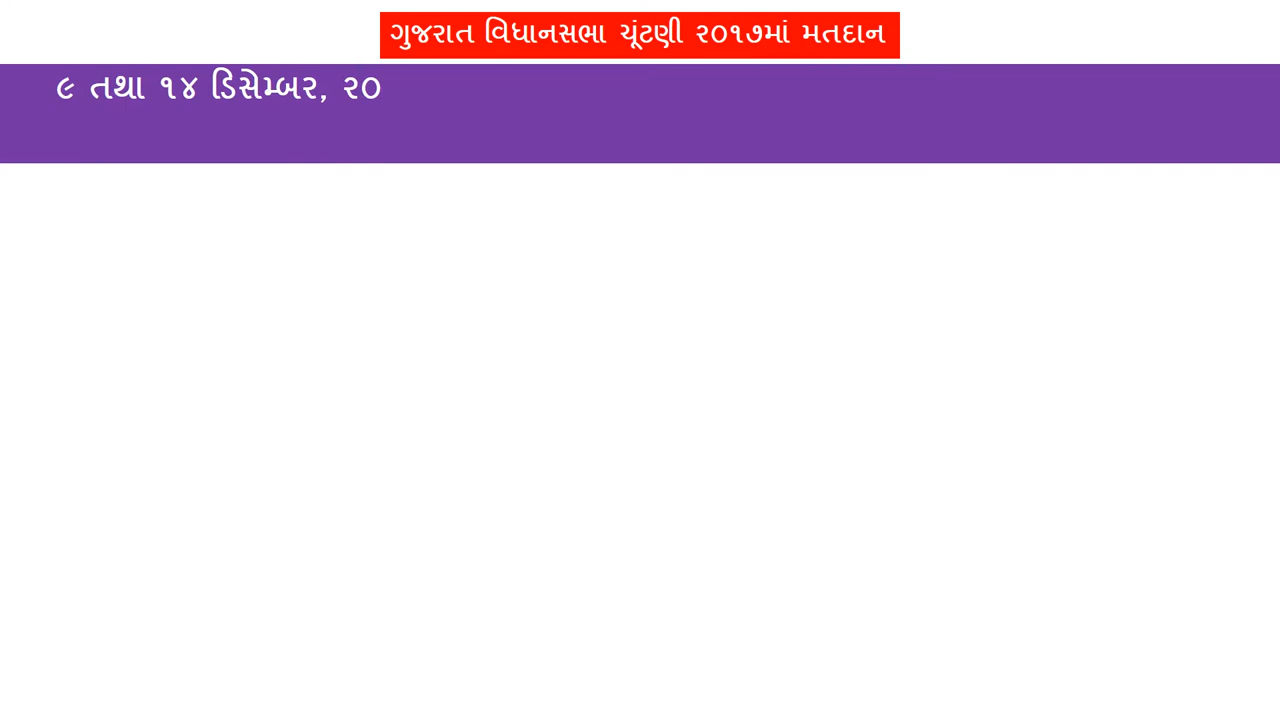 ગુજરાત વિધાનસભા ચૂંટણી ૨૦૧૭માં મતદાન
૯ તથા ૧૪ ડિસેમ્બર, ૨૦